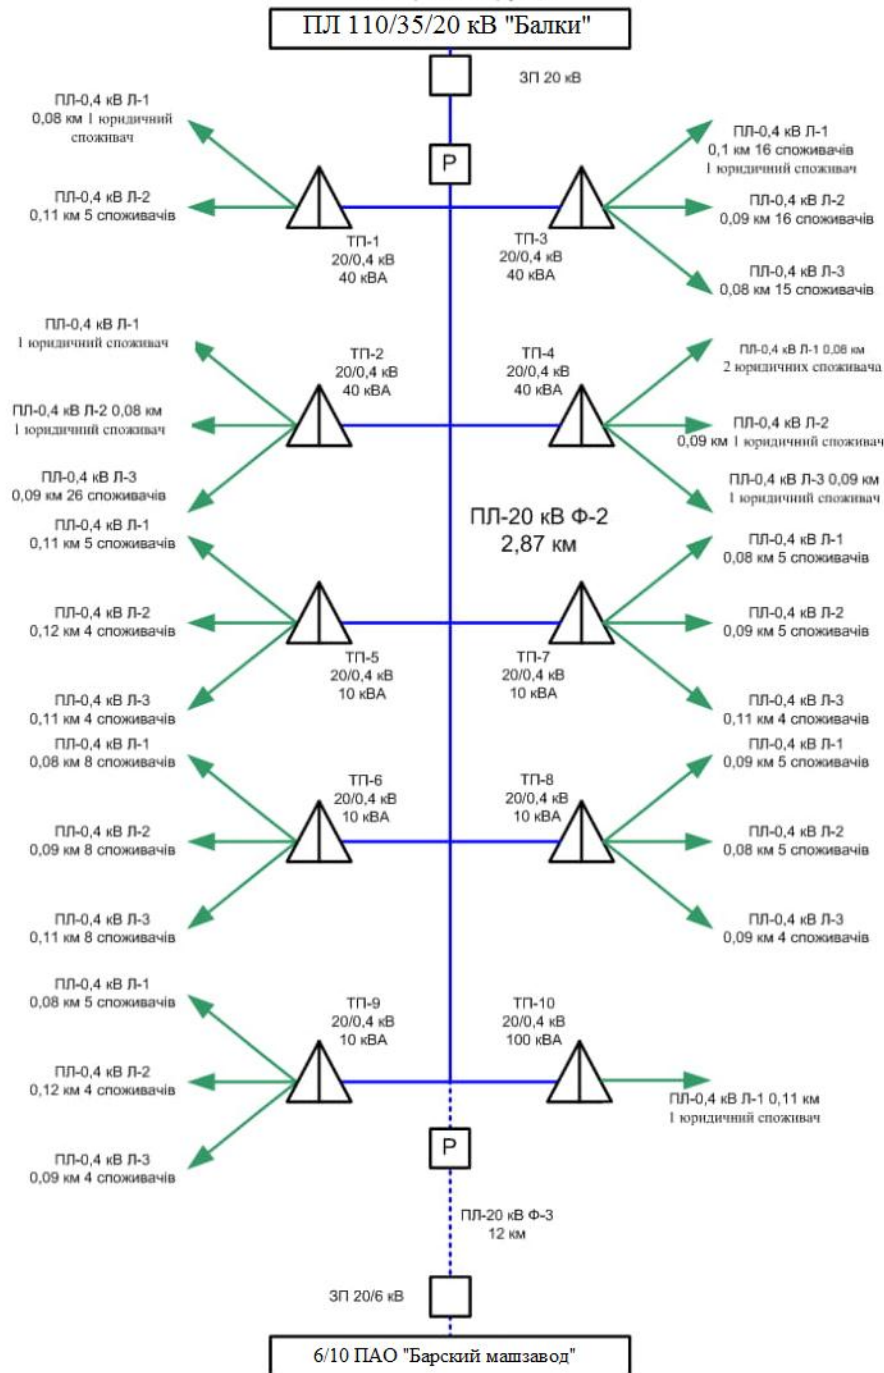 ПЛ 110/35/20 кВ "Балки"
ЗП 20 кВ
Р
ПЛ-0,4 кВ Л-1
0,08 км 1 юридичний
споживач
ПЛ-0,4 кВ Л-2
0,11 км 5 споживачів
ТП-1
20/0,4 кВ
40 кВА
ТП-3
20/0,4 кВ
40 кВА
ПЛ-0,4 кВ Л-1
0,1 км 16 споживачів
1 юридичний споживач
ПЛ-0,4 кВ Л-2
0,09 км 16 споживачів
ПЛ-0,4 кВ Л-3
0,08 км 15 споживачів
ПЛ-0,4 кВ Л-1
1 юридичний споживач
ПЛ-0,4 кВ Л-2 0,08 км
1 юридичний споживач
ПЛ-0,4 кВ Л-3
0,09 км 26 споживачів
ТП-2
20/0,4 кВ
40 кВА
ТП-4
20/0,4 кВ
40 кВА
ПЛ-0,4 кВ Л-1 0,08 км
2 юридичних споживача
ПЛ-0,4 кВ Л-2
0,09 км 1 юридичний споживач
ПЛ-0,4 кВ Л-3 0,09 км
1 юридичний споживач
ПЛ-20 кВ Ф-2
2,87 км
ПЛ-0,4 кВ Л-1
0,11 км 5 споживачів
ПЛ-0,4 кВ Л-2
0,12 км 4 споживачів
ПЛ-0,4 кВ Л-3
0,11 км 4 споживачів
ТП-5
20/0,4 кВ
10 кВА
ТП-7
20/0,4 кВ
10 кВА
ПЛ-0,4 кВ Л-1
0,08 км 5 споживачів
ПЛ-0,4 кВ Л-2
0,09 км 5 споживачів
ПЛ-0,4 кВ Л-3
0,11 км 4 споживачів
ПЛ-0,4 кВ Л-1
0,08 км 8 споживачів
ПЛ-0,4 кВ Л-2
0,09 км 8 споживачів
ПЛ-0,4 кВ Л-3
0,11 км 8 споживачів
ТП-6
20/0,4 кВ
10 кВА
ТП-8
20/0,4 кВ
10 кВА
ПЛ-0,4 кВ Л-1
0,09 км 5 споживачів
ПЛ-0,4 кВ Л-2
0,08 км 5 споживачів
ПЛ-0,4 кВ Л-3
0,09 км 4 споживачів
ПЛ-0,4 кВ Л-1
0,08 км 5 споживачів
ПЛ-0,4 кВ Л-2
0,12 км 4 споживачів
ПЛ-0,4 кВ Л-3
0,09 км 4 споживачів
ТП-9
20/0,4 кВ
10 кВА
ТП-10
20/0,4 кВ
100 кВА
ПЛ-0,4 кВ Л-1 0,11 км
1 юридичний споживач
Р
ПЛ-20 кВ Ф-3
12 км
ЗП 20/6 кВ
6/10 ПАО "Барский машзавод"